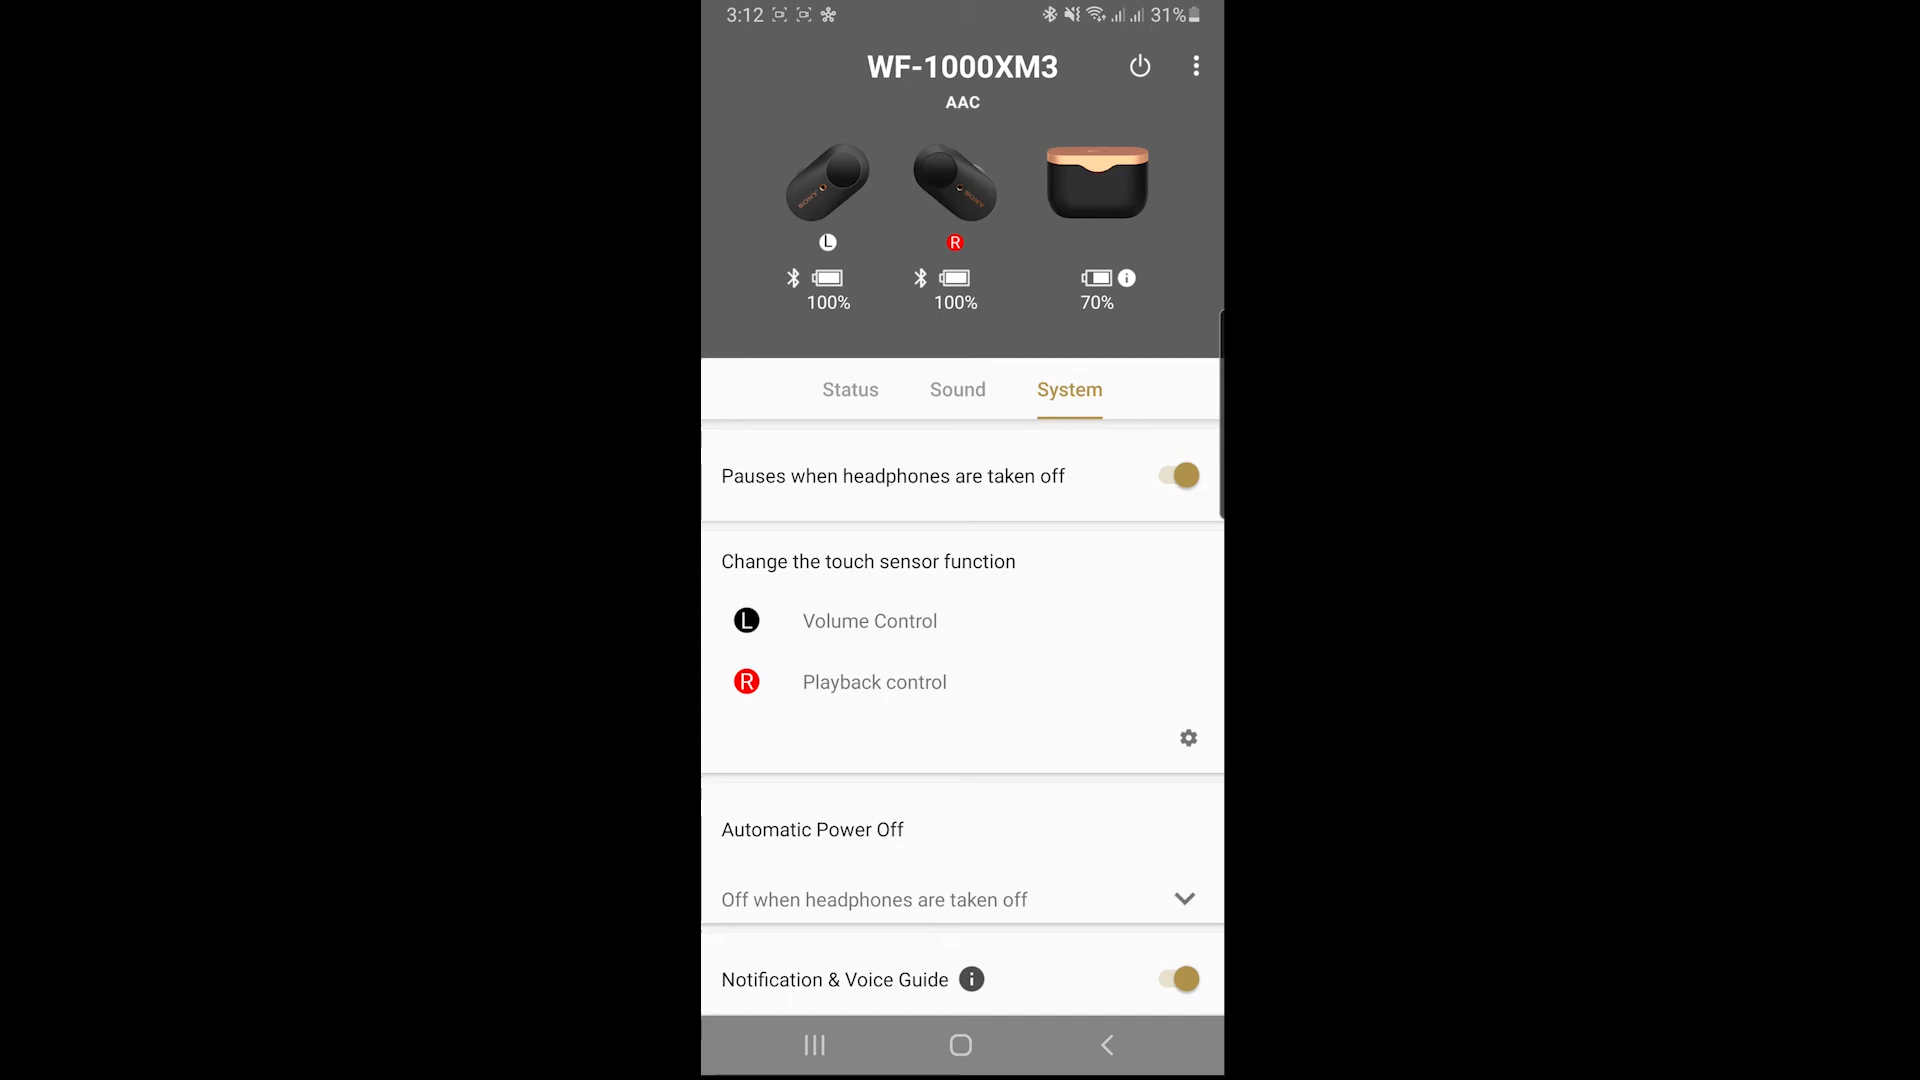 3:12 31%
WF-1000XM3
AAC
SONY SONY
L R
100% 100% 70%
Status Sound System
Pauses when headphones are taken off
Change the touch sensor function
L Volume Control
R Playback control
Automatic Power Off
Off when headphones are taken off
Notification & Voice Guide